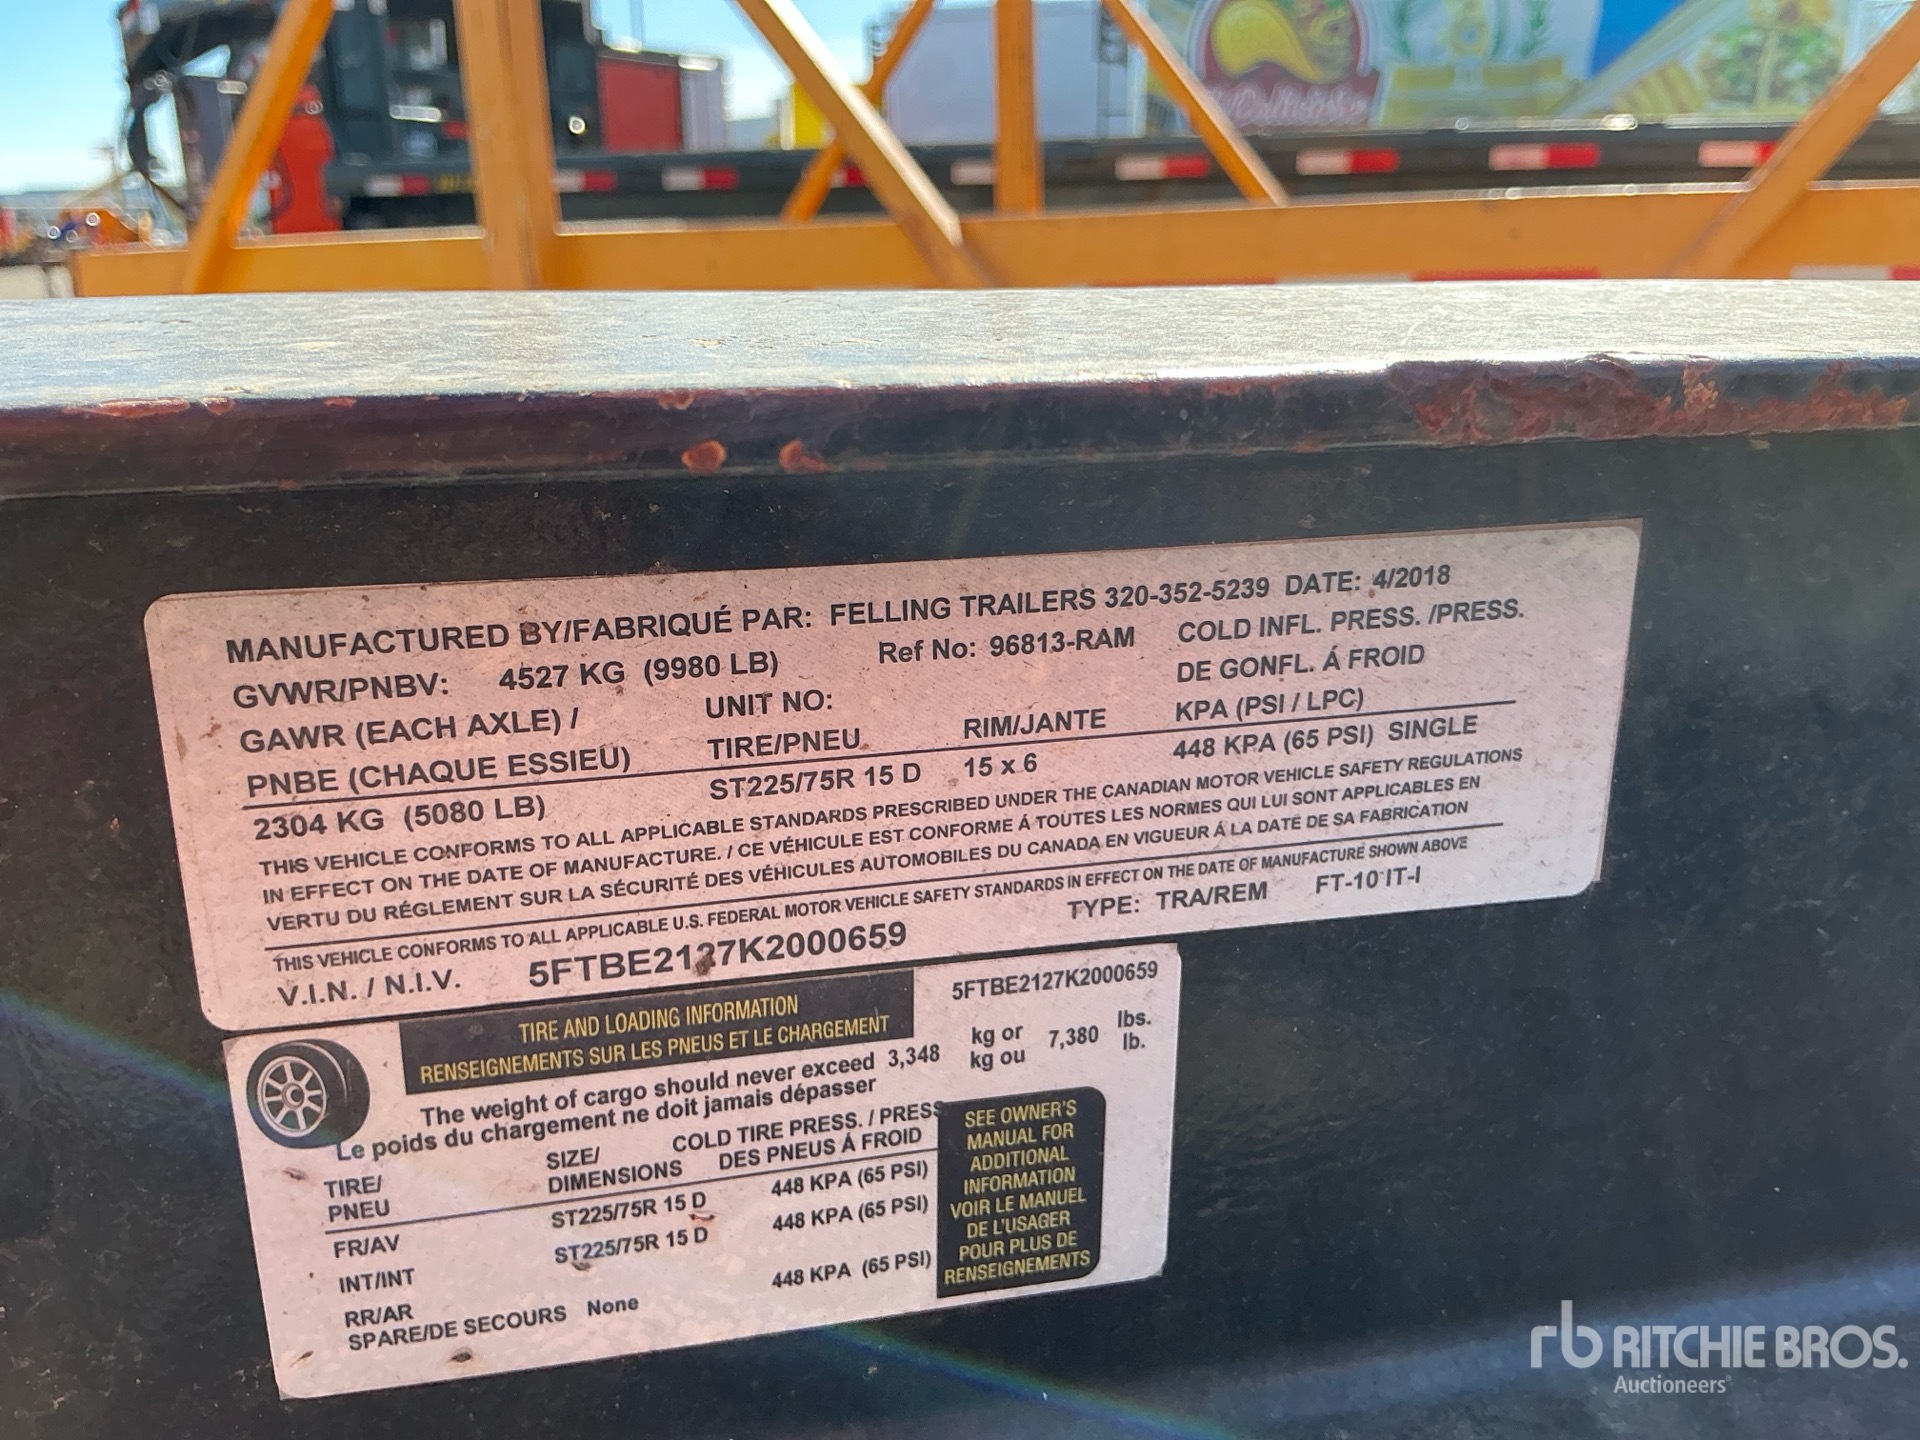 MANUFACTURED BY/FABRIQUÉ PAR: FELLING TRAILERS 320-352-5239 DATE: 4/2018
GVWR/PNBV: 4527 KG (9980 LB) Ref No: 96813-RAM COLD INFL. PRESS. /PRESS.
DE GONFL. Á FROID
GAWR (EACH AXLE) / UNIT NO: KPA (PSI / LPC)
PNBE (CHAQUE ESSIEU) TIRE/PNEU RIM/JANTE
2304 KG (5080 LB) ST225/75R 15 D 15 x 6 448 KPA (65 PSI) SINGLE
THIS VEHICLE CONFORMS TO ALL APPLICABLE STANDARDS PRESCRIBED UNDER THE CANADIAN MOTOR VEHICLE SAFETY REGULATIONS
IN EFFECT ON THE DATE OF MANUFACTURE. / CE VÉHICULE EST CONFORME Á TOUTES LES NORMES QUI LUI SONT APPLICABLES EN
VERTU DU RÉGLEMENT SUR LA SÉCURITÉ DES VÉHICULES AUTOMOBILES DU CANADA EN VIGUEUR Á LA DATE DE SA FABRICATION
THIS VEHICLE CONFORMS TO ALL APPLICABLE U.S. FEDERAL MOTOR VEHICLE SAFETY STANDARDS IN EFFECT ON THE DATE OF MANUFACTURE SHOWN ABOVE
V.I.N. / N.I.V. 5FTBE2127K2000659 TYPE: TRA/REM FT-10 IT-I
TIRE AND LOADING INFORMATION 5FTBE2127K2000659
RENSEIGNEMENTS SUR LES PNEUS ET LE CHARGEMENT
The weight of cargo should never exceed 3,348 kg or 7,380 lbs.
Le poids du chargement ne doit jamais dépasser kg ou lb.
TIRE/ SIZE/ COLD TIRE PRESS. / PRESS
PNEU DIMENSIONS DES PNEUS Á FROID
FR/AV ST225/75R 15 D 448 KPA (65 PSI)
INT/INT ST225/75R 15 D 448 KPA (65 PSI)
RR/AR 448 KPA (65 PSI)
SPARE/DE SECOURS None
SEE OWNER'S
MANUAL FOR
ADDITIONAL
INFORMATION
VOIR LE MANUEL
DE L'USAGER
POUR PLUS DE
RENSEIGNEMENTS
rb RITCHIE BROS.
Auctioneers